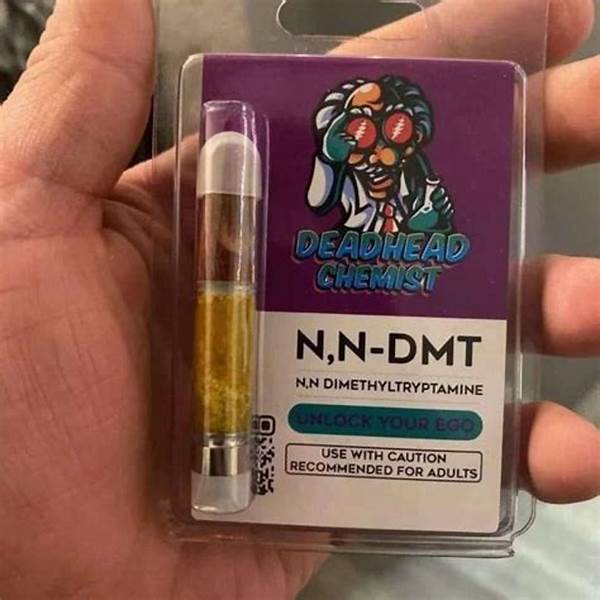 DEADHEAD
CHEMIST
N,N-DMT
N,N DIMETHYLTRYPTAMINE
UNLOCK YOUR EGO
USE WITH CAUTION
RECOMMENDED FOR ADULTS